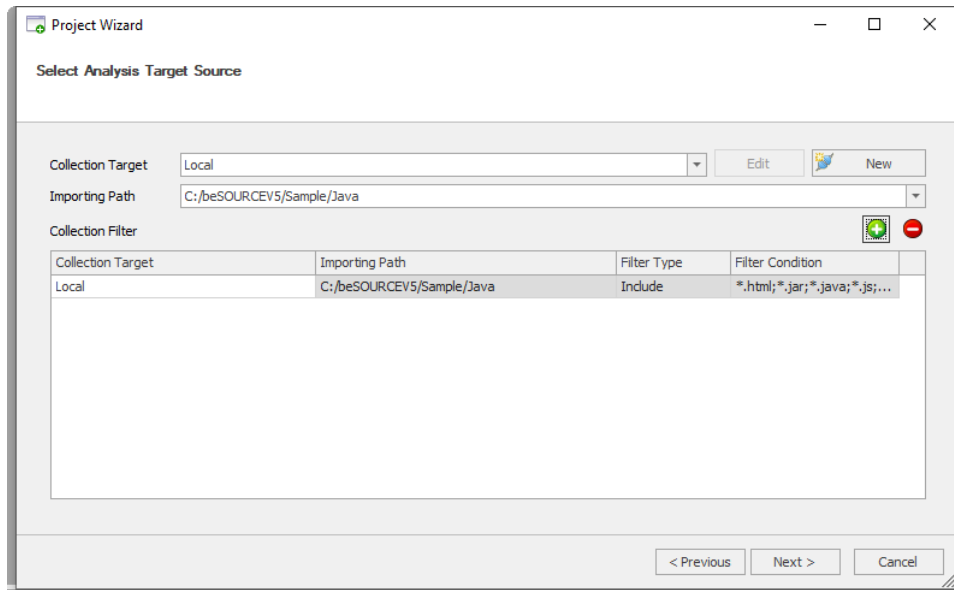 Project Wizard
Select Analysis Target Source
Collection Target Local Edit New
Importing Path C:/beSOURCEV5/Sample/Java
Collection Filter
Collection Target Importing Path Filter Type Filter Condition
Local C:/beSOURCEV5/Sample/Java Include *.html;*.jar;*.java;*.js;...
< Previous Next > Cancel